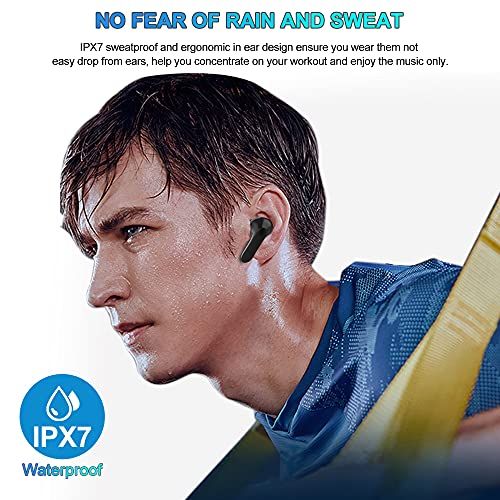 NO FEAR OF RAIN AND SWEAT
IPX7 sweatproof and ergonomic in ear design ensure you wear them not
easy drop from ears, help you concentrate on your workout and enjoy the music only.
IPX7
Waterproof